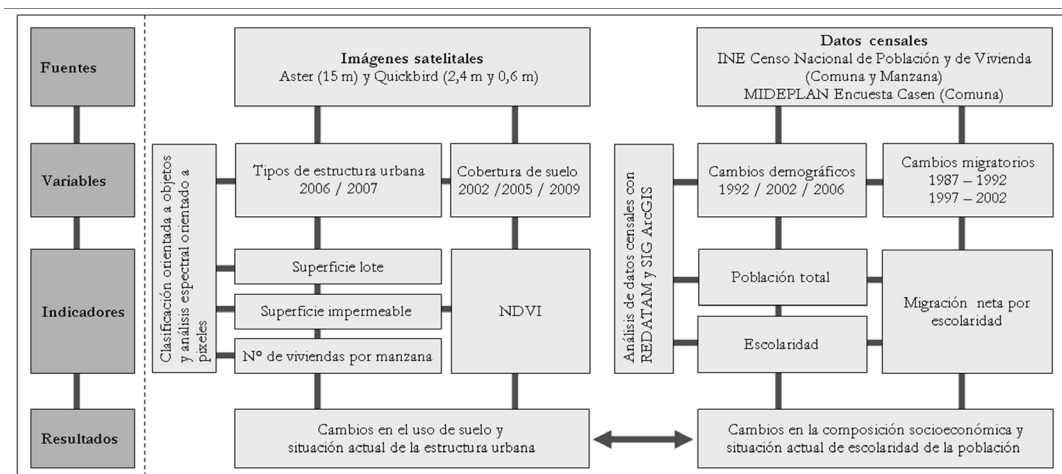 Fuentes
Imágenes satelitales
Aster (15 m) y Quickbird (2,4 m y 0,6 m)
Datos censales
INE Censo Nacional de Población y de Vivienda
(Comuna y Manzana)
MIDEPLAN Encuesta Casen (Comuna)
Variables
Clasificación orientada a objetos
y análisis espectral orientado a
pixeles
Tipos de estructura urbana
2006 / 2007
Cobertura de suelo
2002 /2005 / 2009
Análisis de datos censales con
REDATAM y SIG ArcGIS
Cambios demográficos
1992 / 2002 / 2006
Cambios migratorios
1987 – 1992
1997 – 2002
Indicadores
Superficie lote
Superficie impermeable
Nº de viviendas por manzana
NDVI
Población total
Escolaridad
Migración neta por
escolaridad
Resultados
Cambios en el uso de suelo y
situación actual de la estructura urbana
Cambios en la composición socioeconómica y
situación actual de escolaridad de la población